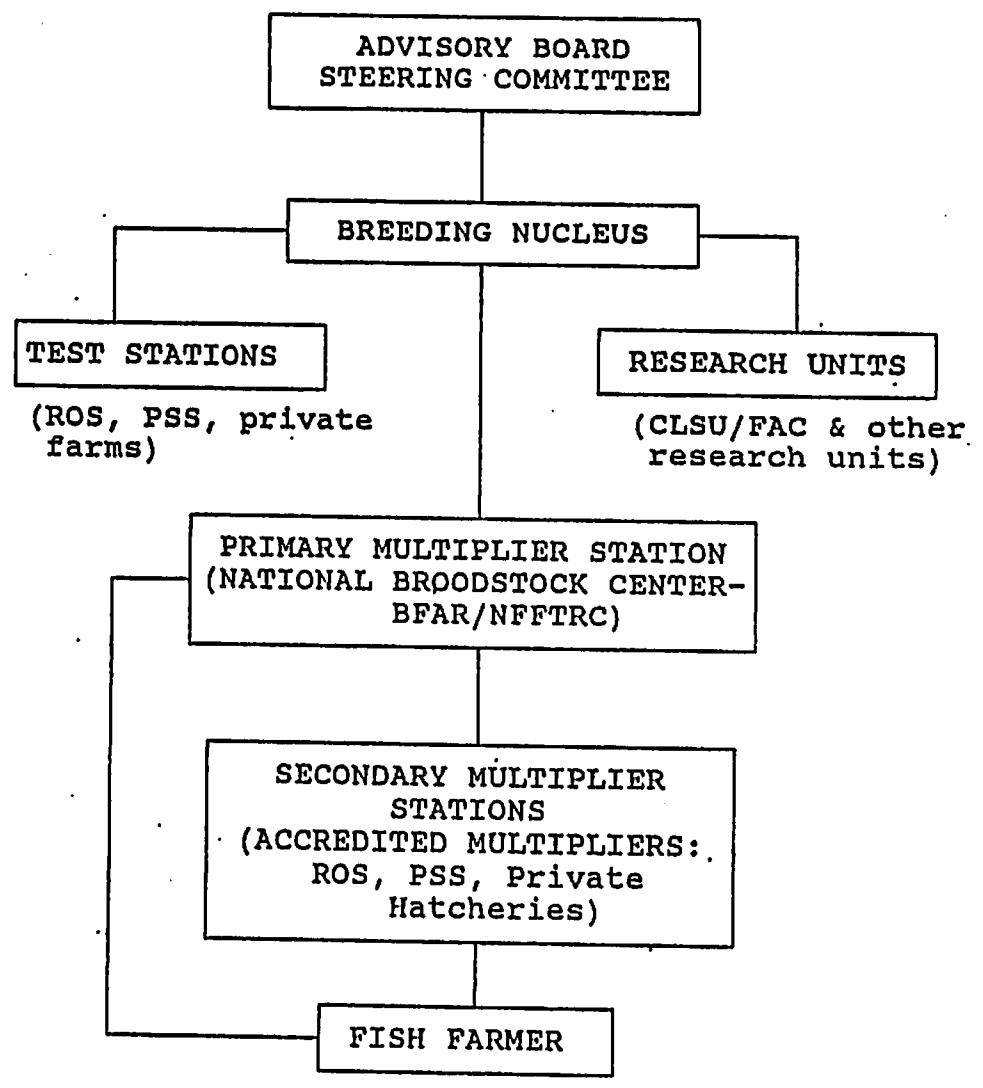 ADVISORY BOARD
STEERING COMMITTEE
BREEDING NUCLEUS
TEST STATIONS
(ROS, PSS, private
farms)
RESEARCH UNITS
(CLSU/FAC & other
research units)
PRIMARY MULTIPLIER STATION
(NATIONAL BROODSTOCK CENTER-
BFAR/NFFTRC)
SECONDARY MULTIPLIER
STATIONS
(ACCREDITED MULTIPLIERS:
ROS, PSS, Private
Hatcheries)
FISH FARMER